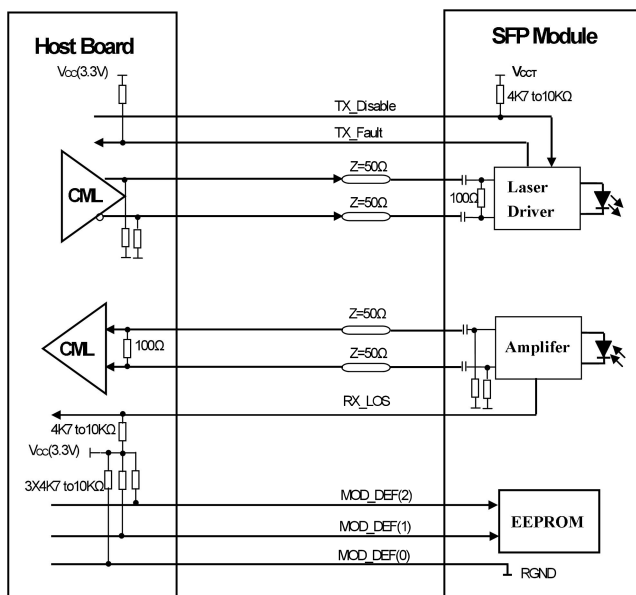 Host Board
SFP Module
Vcc(3.3V)
VCCT
4K7 to10KΩ
TX_Disable
TX_Fault
CML
Z=50Ω
Z=50Ω
100Ω
Laser
Driver
CML
100Ω
Z=50Ω
Z=50Ω
Amplifer
RX_LOS
4K7 to10KΩ
Vcc(3.3V)
3X4K7 to10KΩ
MOD_DEF(2)
MOD_DEF(1)
MOD_DEF(0)
EEPROM
RGND